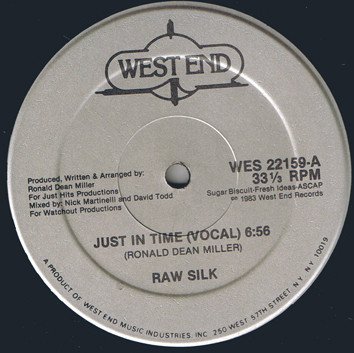 WEST END
Produced, Written & Arranged by:
Ronald Dean Miller
For Just Hits Productions
Mixed by: Nick Martinelli and David Todd
For Watchout Productions
WES 22159-A
33⅓ RPM
Sugar Biscuit-Fresh Ideas-ASCAP
℗ 1983 West End Records
JUST IN TIME (VOCAL) 6:56
(RONALD DEAN MILLER)
RAW SILK
A PRODUCT OF WEST END MUSIC INDUSTRIES, INC. 250 WEST 57TH STREET, NY, NY 10019